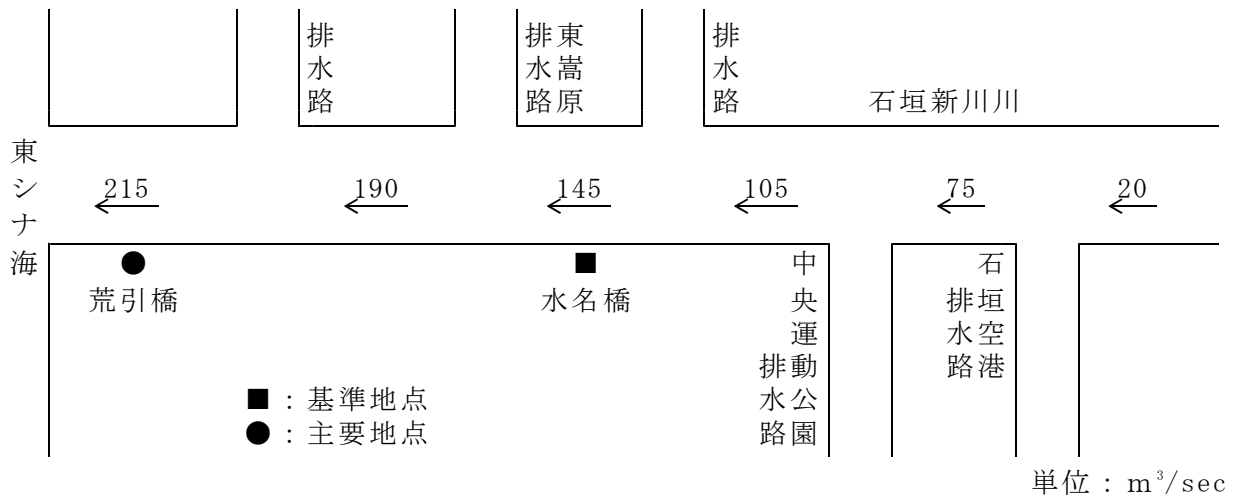 排水路
東嵩原
排水路
排水路
石垣新川川
東シナ海
215
190
145
105
75
20
荒引橋
水名橋
中央運動公園
排水路
石垣空港
排水路
■：基準地点
●：主要地点
単位：m³/sec